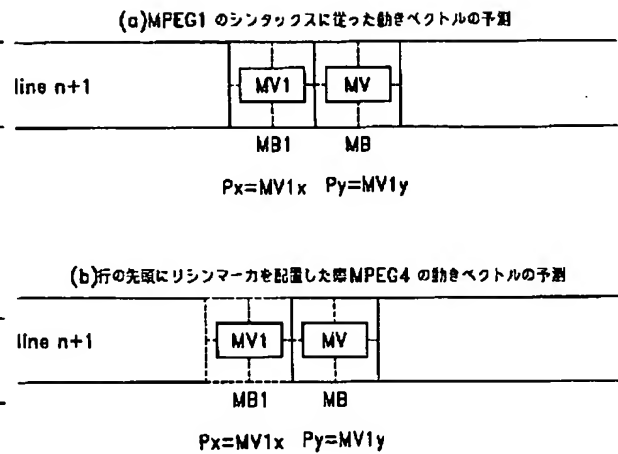 (a)MPEG1 のシンタックスに従った動きベクトルの予測
line n+1
MV1 MV
MB1 MB
Px=MV1x Py=MV1y
(b)行の先頭にリシンマーカを配置した際MPEG4 の動きベクトルの予測
line n+1
MV1 MV
MB1 MB
Px=MV1x Py=MV1y